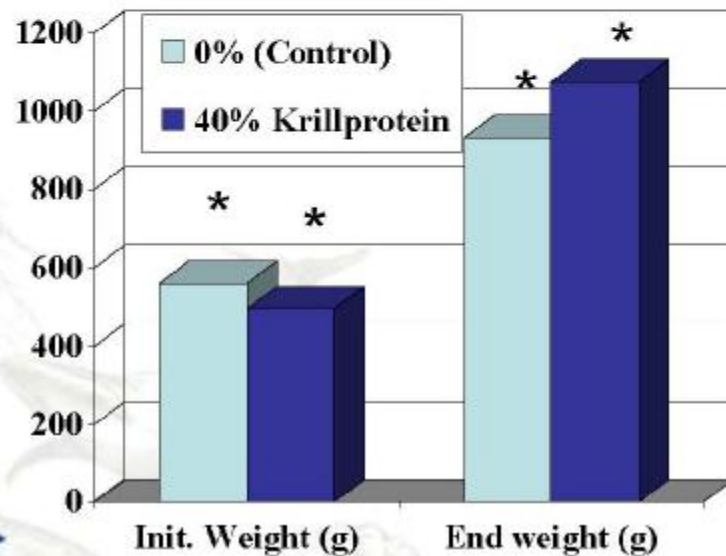 1200
1000
800
600
400
200
0
0% (Control)
40% Krillprotein
*
*
*
*
Init. Weight (g)
End weight (g)